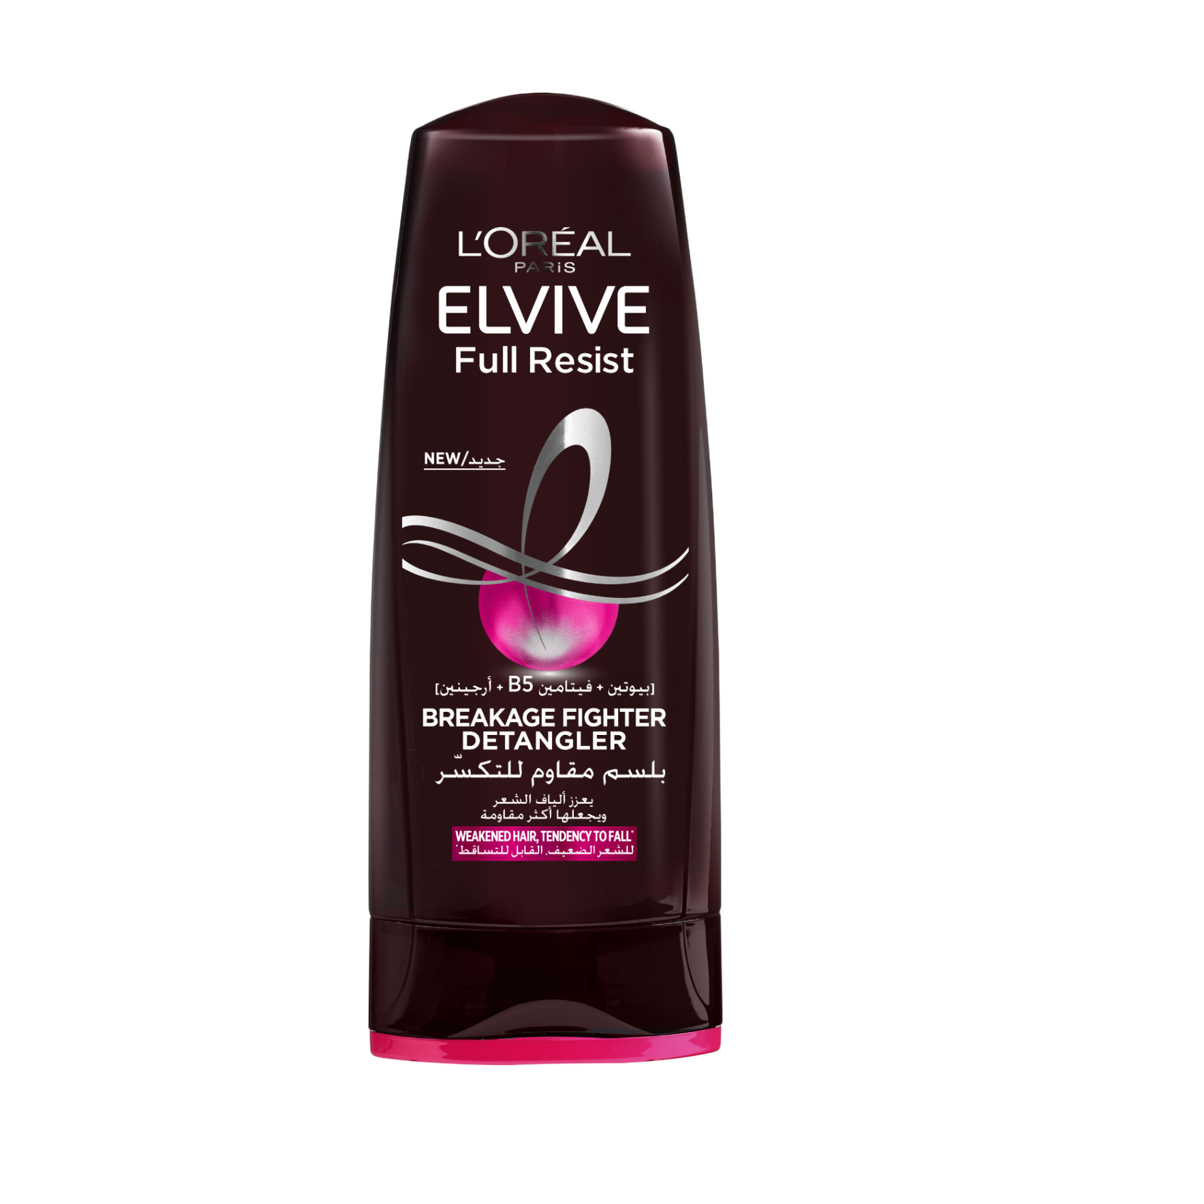 L'ORÉAL
PARIS
ELVIVE
Full Resist
NEW/جديد
[بيوتين + فيتامين B5 + أرجينين]
BREAKAGE FIGHTER
DETANGLER
بلسم مقاوم للتكسّر
يعزز ألياف الشعر
ويجعلها أكثر مقاومة
WEAKENED HAIR, TENDENCY TO FALL*
للشعر الضعيف، القابل للتساقط*